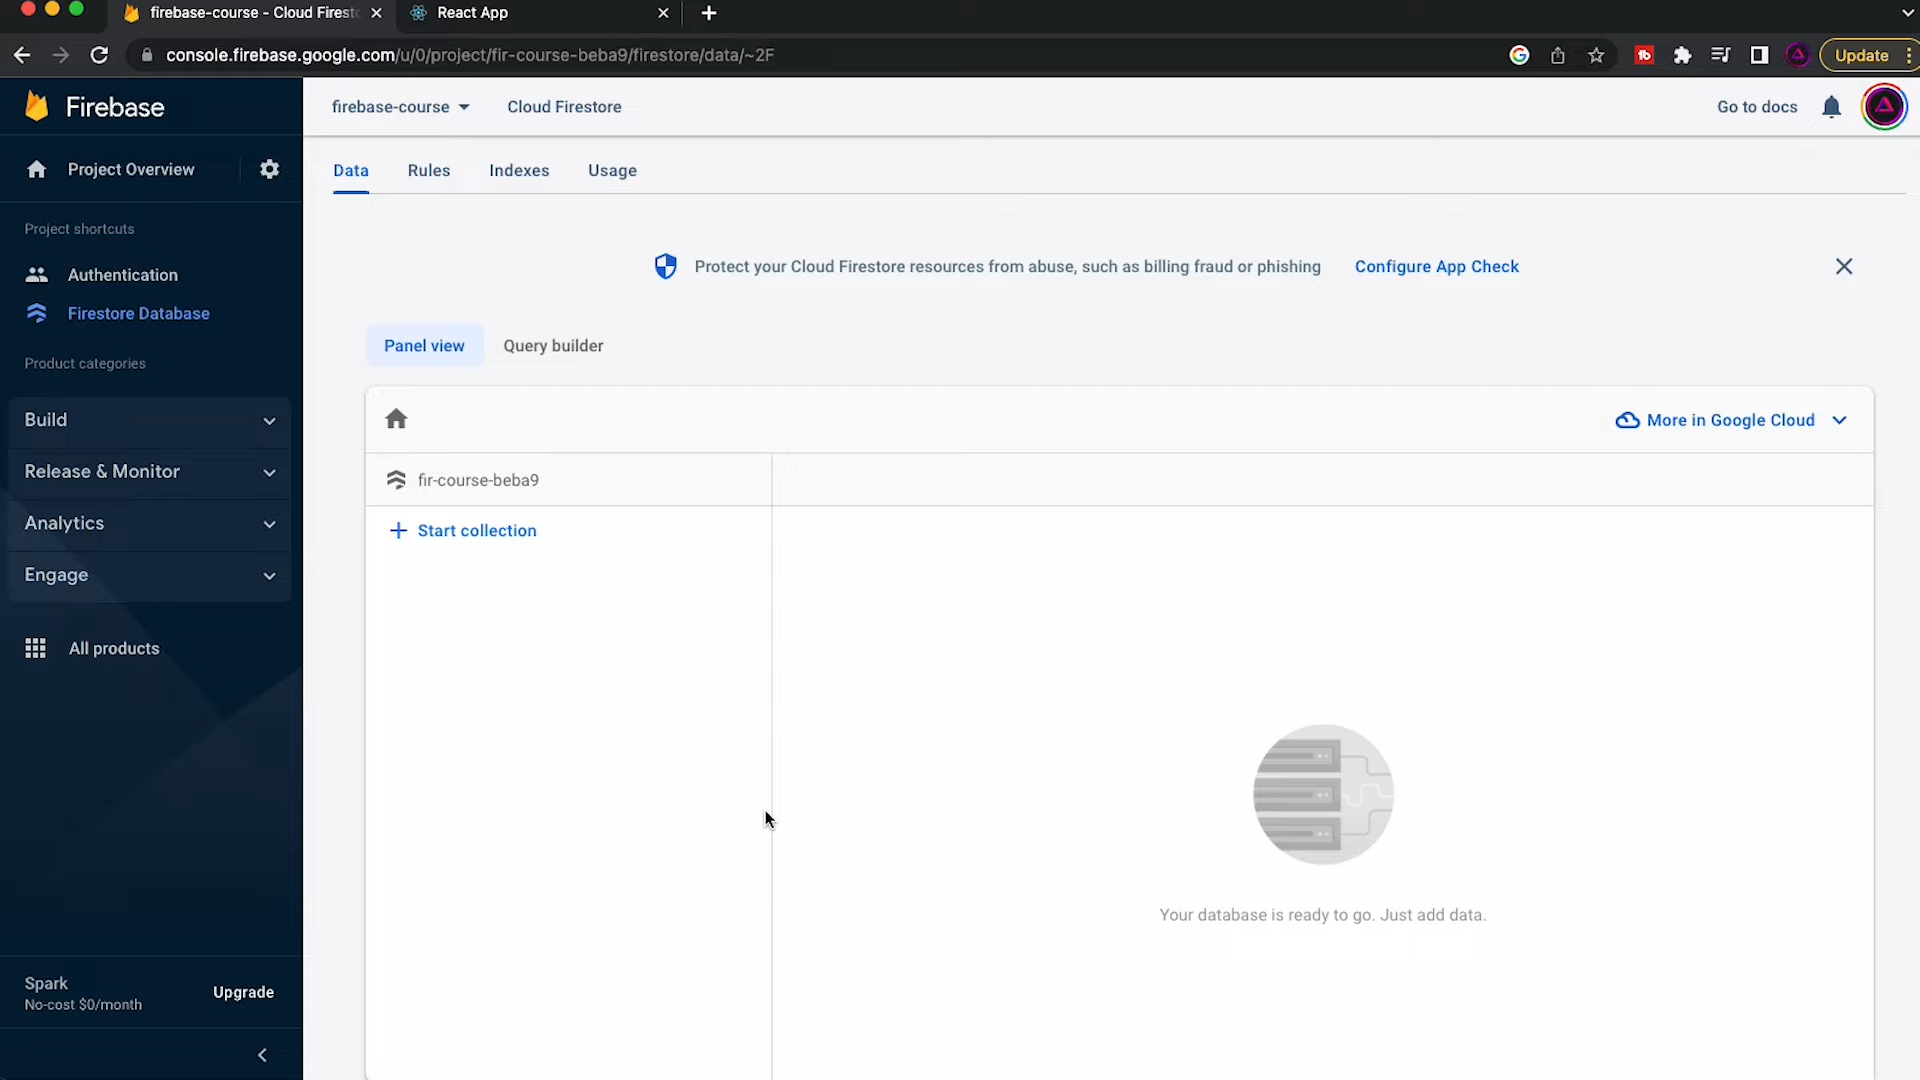 firebase-course - Cloud Firest
React App
console.firebase.google.com/u/0/project/fir-course-beba9/firestore/data/~2F
tb
Update
Firebase
firebase-course
Cloud Firestore
Go to docs
Project Overview
Data
Rules
Indexes
Usage
Project shortcuts
Authentication
Protect your Cloud Firestore resources from abuse, such as billing fraud or phishing
Configure App Check
Firestore Database
Product categories
Panel view
Query builder
Build
More in Google Cloud
Release & Monitor
fir-course-beba9
Analytics
Start collection
Engage
All products
Your database is ready to go. Just add data.
Spark
No-cost $0/month
Upgrade